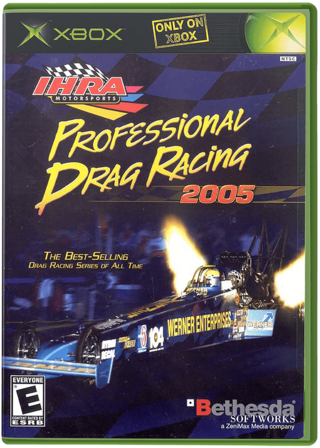 XBOX
ONLY ON
XBOX
NTSC
IHRA
MOTORSPORTS
PROFESSIONAL
DRAG RACING
2005
THE BEST-SELLING
DRAG RACING SERIES OF ALL TIME
WERNER ENTERPRISES
104
EVERYONE
E
CONTENT RATED BY
ESRB
Bethesda
SOFTWORKS
a ZeniMax Media company